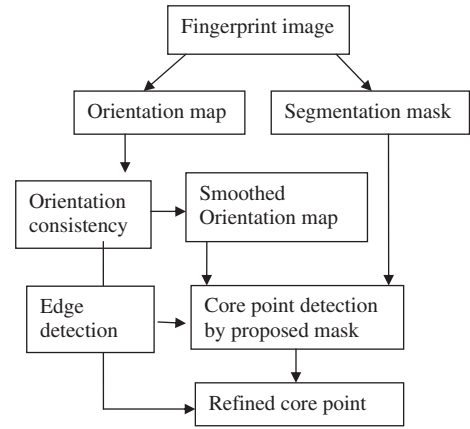 Fingerprint image
Orientation map
Segmentation mask
Orientation
consistency
Smoothed
Orientation map
Edge
detection
Core point detection
by proposed mask
Refined core point